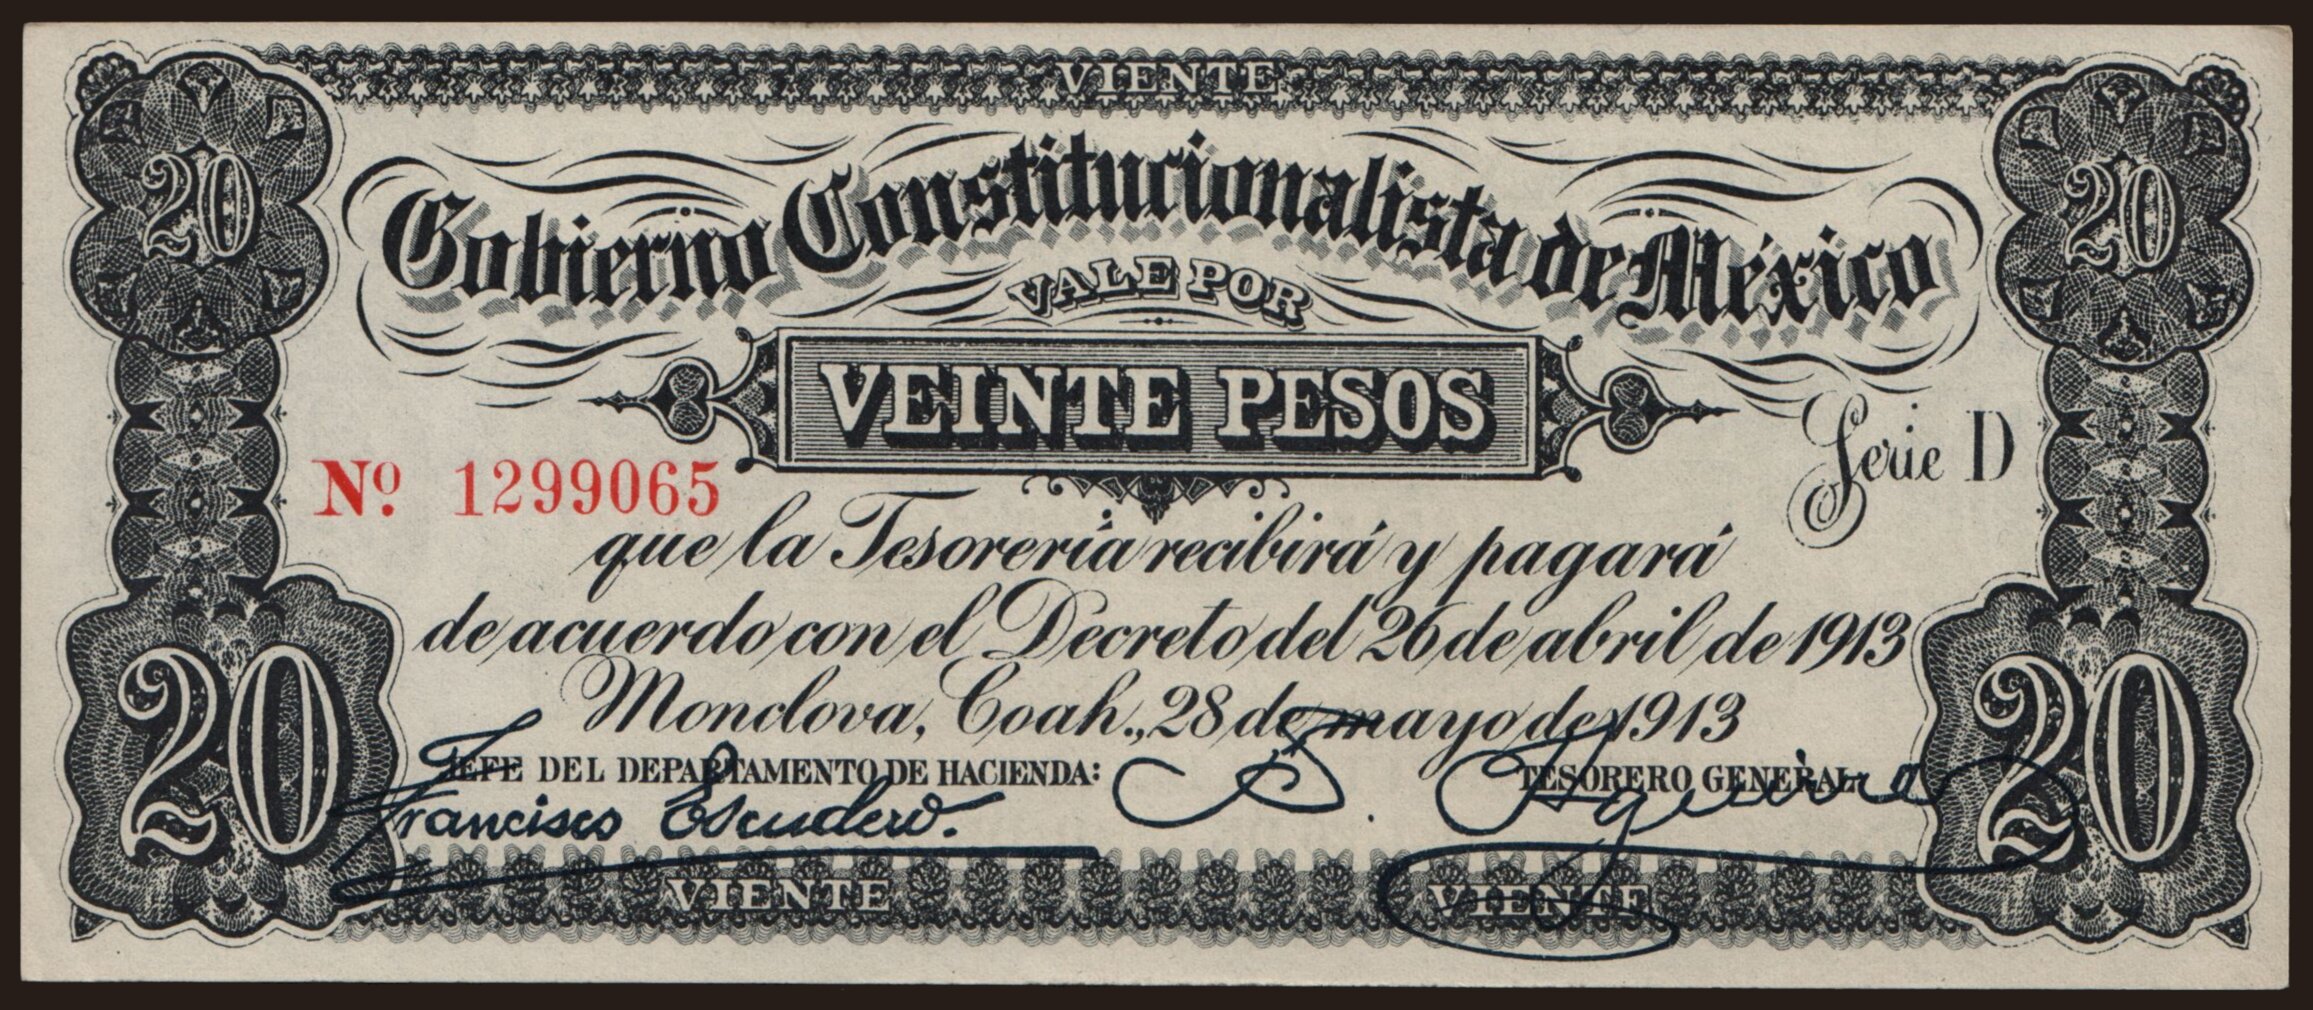 VIENTE
20 20
Gobierno Constitucionalista de México
VALE POR
VEINTE PESOS
Serie D
Nº. 1299065
que la Tesorería recibirá y pagará
de acuerdo con el Decreto del 26 de abril de 1913
Monclova, Coah., 28 de mayo de 1913
20 20
JEFE DEL DEPARTAMENTO DE HACIENDA: TESORERO GENERAL
Francisco Escudero. S. Aguirre
VIENTE VIENTE